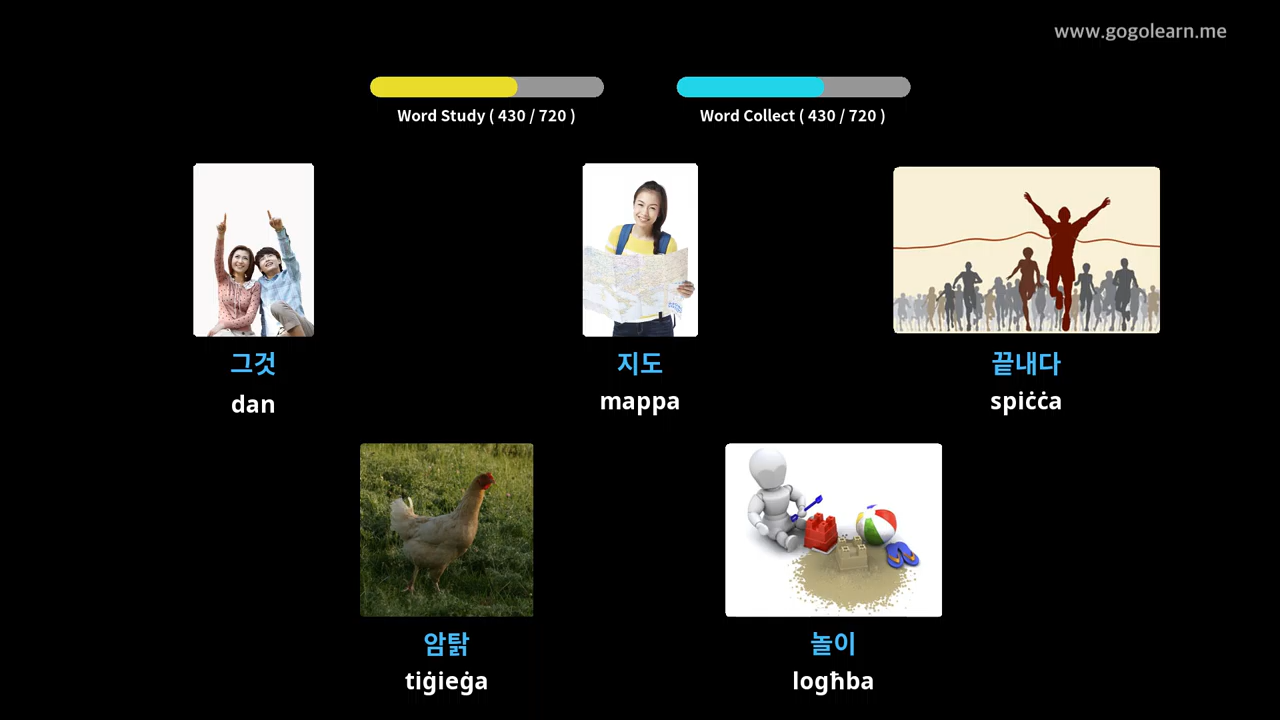 www.gogolearn.me
Word Study ( 430 / 720 )
Word Collect ( 430 / 720 )
그것
dan
지도
mappa
끝내다
spiċċa
암탉
tiġieġa
놀이
logħba